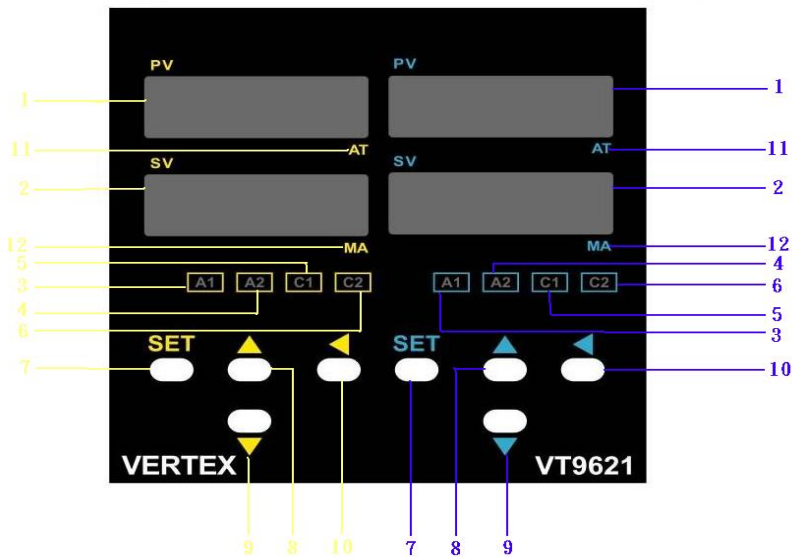 PV PV
1 1
11 AT AT 11
SV SV
2 2
12 MA MA 12
5 4
3 A1 A2 C1 C2 A1 A2 C1 C2 6
4 5
6 3
SET SET
7 10
VERTEX VT9621
9 8 10 7 8 9